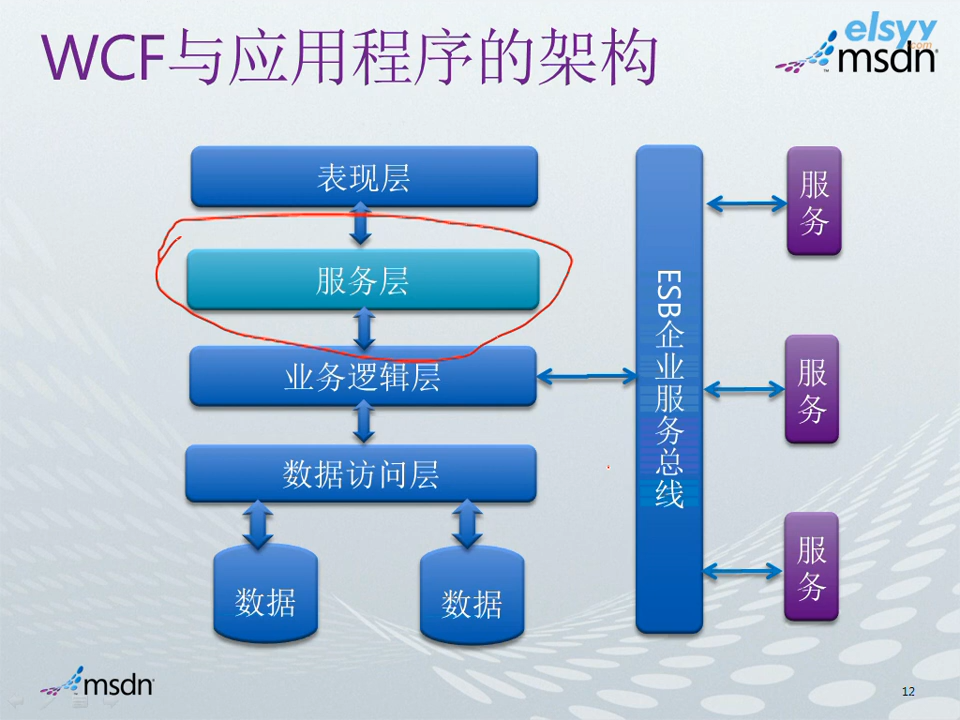 WCF与应用程序的架构
elsyy
.com
msdn
表现层
服务层
业务逻辑层
数据访问层
数据
数据
ESB企业服务总线
服务
服务
服务
msdn
12